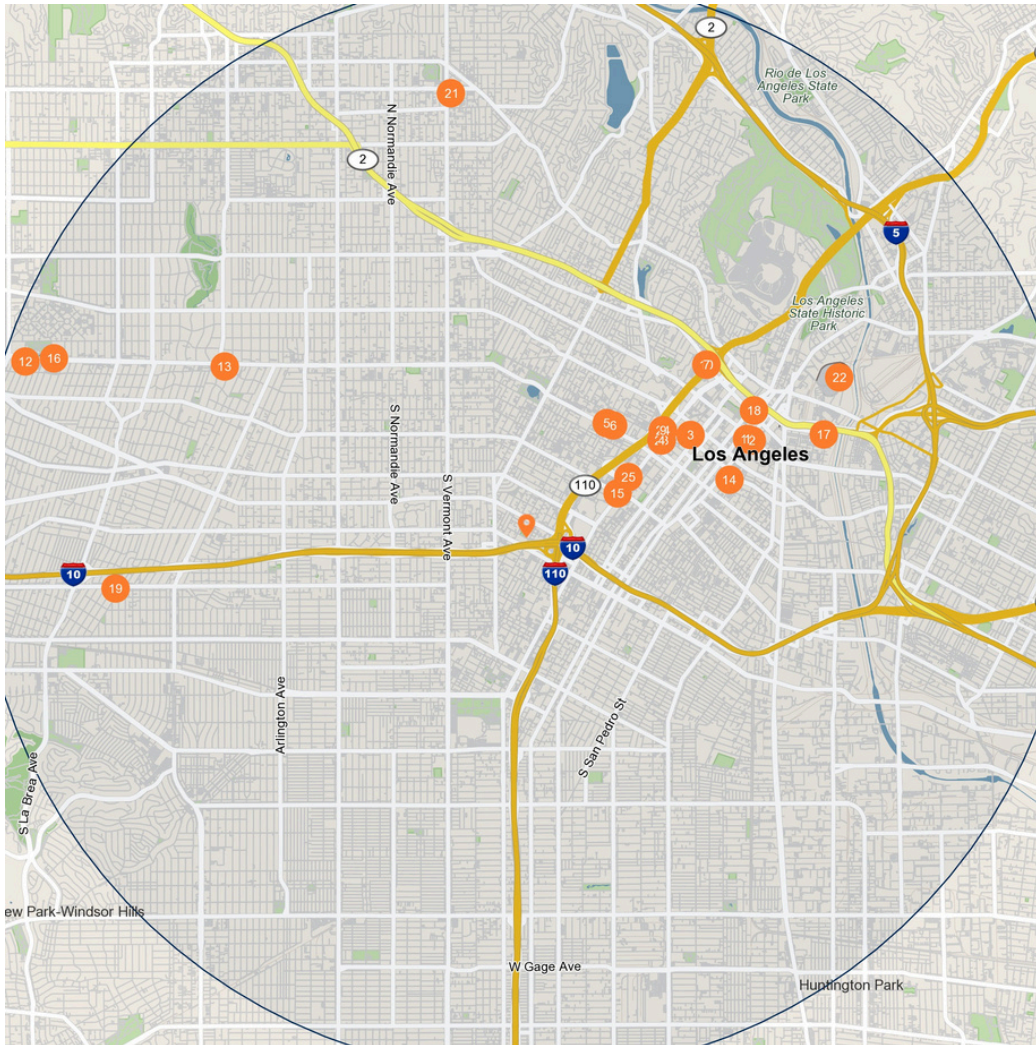 2
Rio de Los
Angeles State
Park
21
N Normandie Ave
2
5
Los Angeles
State Historic
Park
12
16
13
22
18
5
6
3
17
Los Angeles
S Normandie Ave
S Vermont Ave
25
14
110
15
10
10
110
19
Arlington Ave
S San Pedro St
S La Brea Ave
ew Park-Windsor Hills
W Gage Ave
Huntington Park